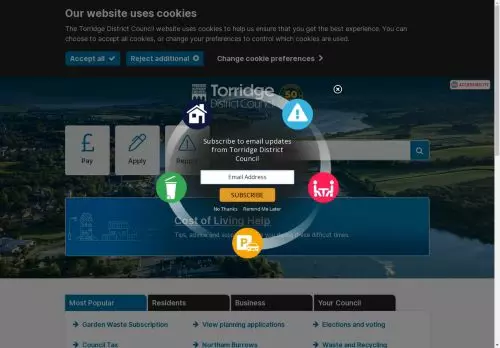 Our website uses cookies
The Torridge District Council website uses cookies to help us ensure that you get the best experience. You can
choose to accept all cookies, or change your preferences to control which cookies are used.
Accept all
Reject additional
Change cookie preferences
Torridge
District Council
50
ACCESSIBILITY
Subscribe to email updates
from Torridge District
Council
Email Address
SUBSCRIBE
No Thanks
Remind Me Later
Pay
Apply
Cost of Living Help
Tips, advice and
these difficult times.
Most Popular
Residents
Business
Your Council
Garden Waste Subscription
View planning applications
Elections and voting
Council Tax
Northam Burrows
Waste and Recycling